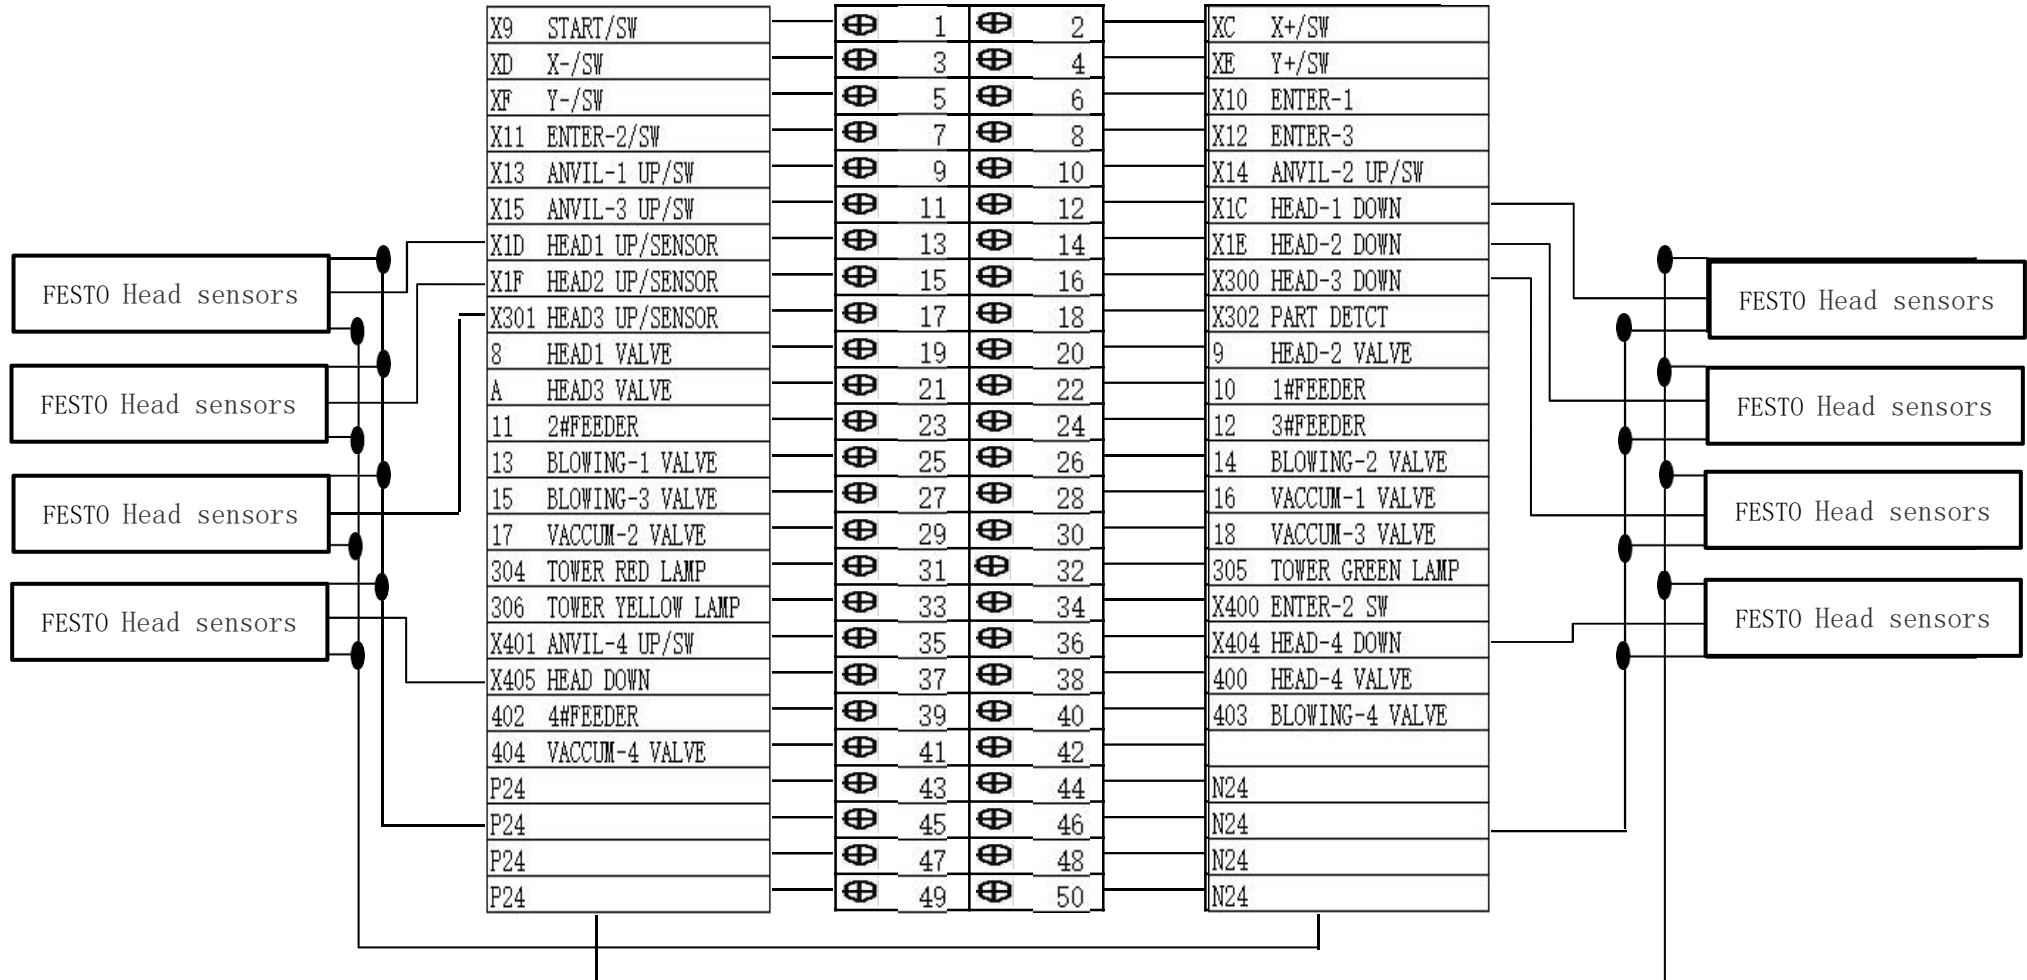 X9 START/SW 1 2 XC X+/SW
XD X-/SW 3 4 XE Y+/SW
XF Y-/SW 5 6 X10 ENTER-1
X11 ENTER-2/SW 7 8 X12 ENTER-3
X13 ANVIL-1 UP/SW 9 10 X14 ANVIL-2 UP/SW
X15 ANVIL-3 UP/SW 11 12 X1C HEAD-1 DOWN
X1D HEAD1 UP/SENSOR 13 14 X1E HEAD-2 DOWN
X1F HEAD2 UP/SENSOR 15 16 X300 HEAD-3 DOWN
X301 HEAD3 UP/SENSOR 17 18 X302 PART DETCT
8 HEAD1 VALVE 19 20 9 HEAD-2 VALVE
A HEAD3 VALVE 21 22 10 1#FEEDER
11 2#FEEDER 23 24 12 3#FEEDER
13 BLOWING-1 VALVE 25 26 14 BLOWING-2 VALVE
15 BLOWING-3 VALVE 27 28 16 VACCUM-1 VALVE
17 VACCUM-2 VALVE 29 30 18 VACCUM-3 VALVE
304 TOWER RED LAMP 31 32 305 TOWER GREEN LAMP
306 TOWER YELLOW LAMP 33 34 X400 ENTER-2 SW
X401 ANVIL-4 UP/SW 35 36 X404 HEAD-4 DOWN
X405 HEAD DOWN 37 38 400 HEAD-4 VALVE
402 4#FEEDER 39 40 403 BLOWING-4 VALVE
404 VACCUM-4 VALVE 41 42
P24 43 44 N24
P24 45 46 N24
P24 47 48 N24
P24 49 50 N24
FESTO Head sensors
FESTO Head sensors
FESTO Head sensors
FESTO Head sensors
FESTO Head sensors
FESTO Head sensors
FESTO Head sensors
FESTO Head sensors